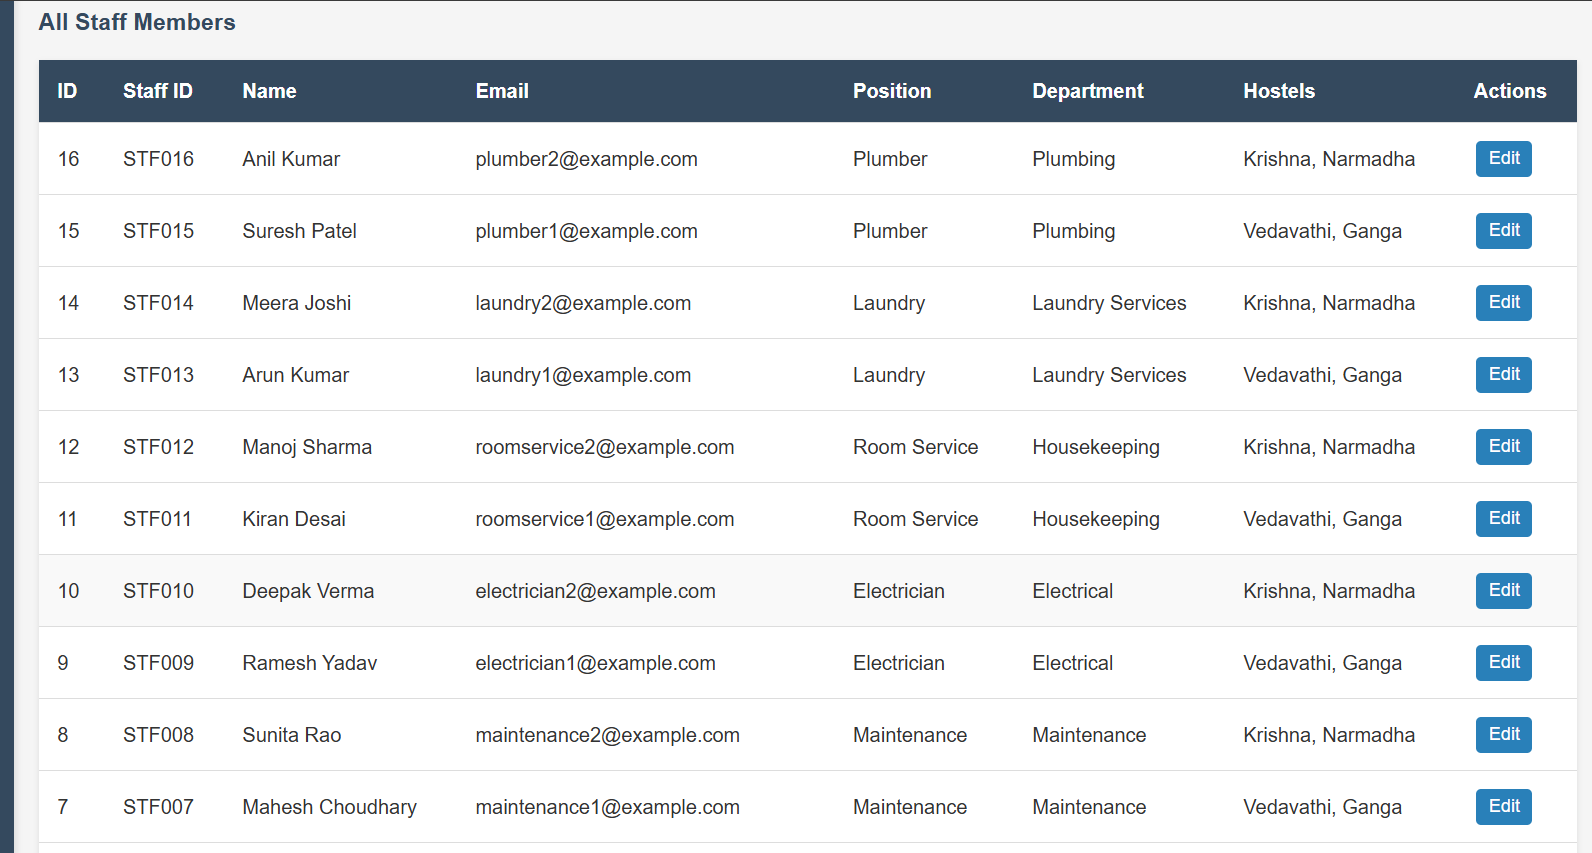 All Staff Members
ID Staff ID Name Email Position Department Hostels Actions
16 STF016 Anil Kumar plumber2@example.com Plumber Plumbing Krishna, Narmadha Edit
15 STF015 Suresh Patel plumber1@example.com Plumber Plumbing Vedavathi, Ganga Edit
14 STF014 Meera Joshi laundry2@example.com Laundry Laundry Services Krishna, Narmadha Edit
13 STF013 Arun Kumar laundry1@example.com Laundry Laundry Services Vedavathi, Ganga Edit
12 STF012 Manoj Sharma roomservice2@example.com Room Service Housekeeping Krishna, Narmadha Edit
11 STF011 Kiran Desai roomservice1@example.com Room Service Housekeeping Vedavathi, Ganga Edit
10 STF010 Deepak Verma electrician2@example.com Electrician Electrical Krishna, Narmadha Edit
9 STF009 Ramesh Yadav electrician1@example.com Electrician Electrical Vedavathi, Ganga Edit
8 STF008 Sunita Rao maintenance2@example.com Maintenance Maintenance Krishna, Narmadha Edit
7 STF007 Mahesh Choudhary maintenance1@example.com Maintenance Maintenance Vedavathi, Ganga Edit